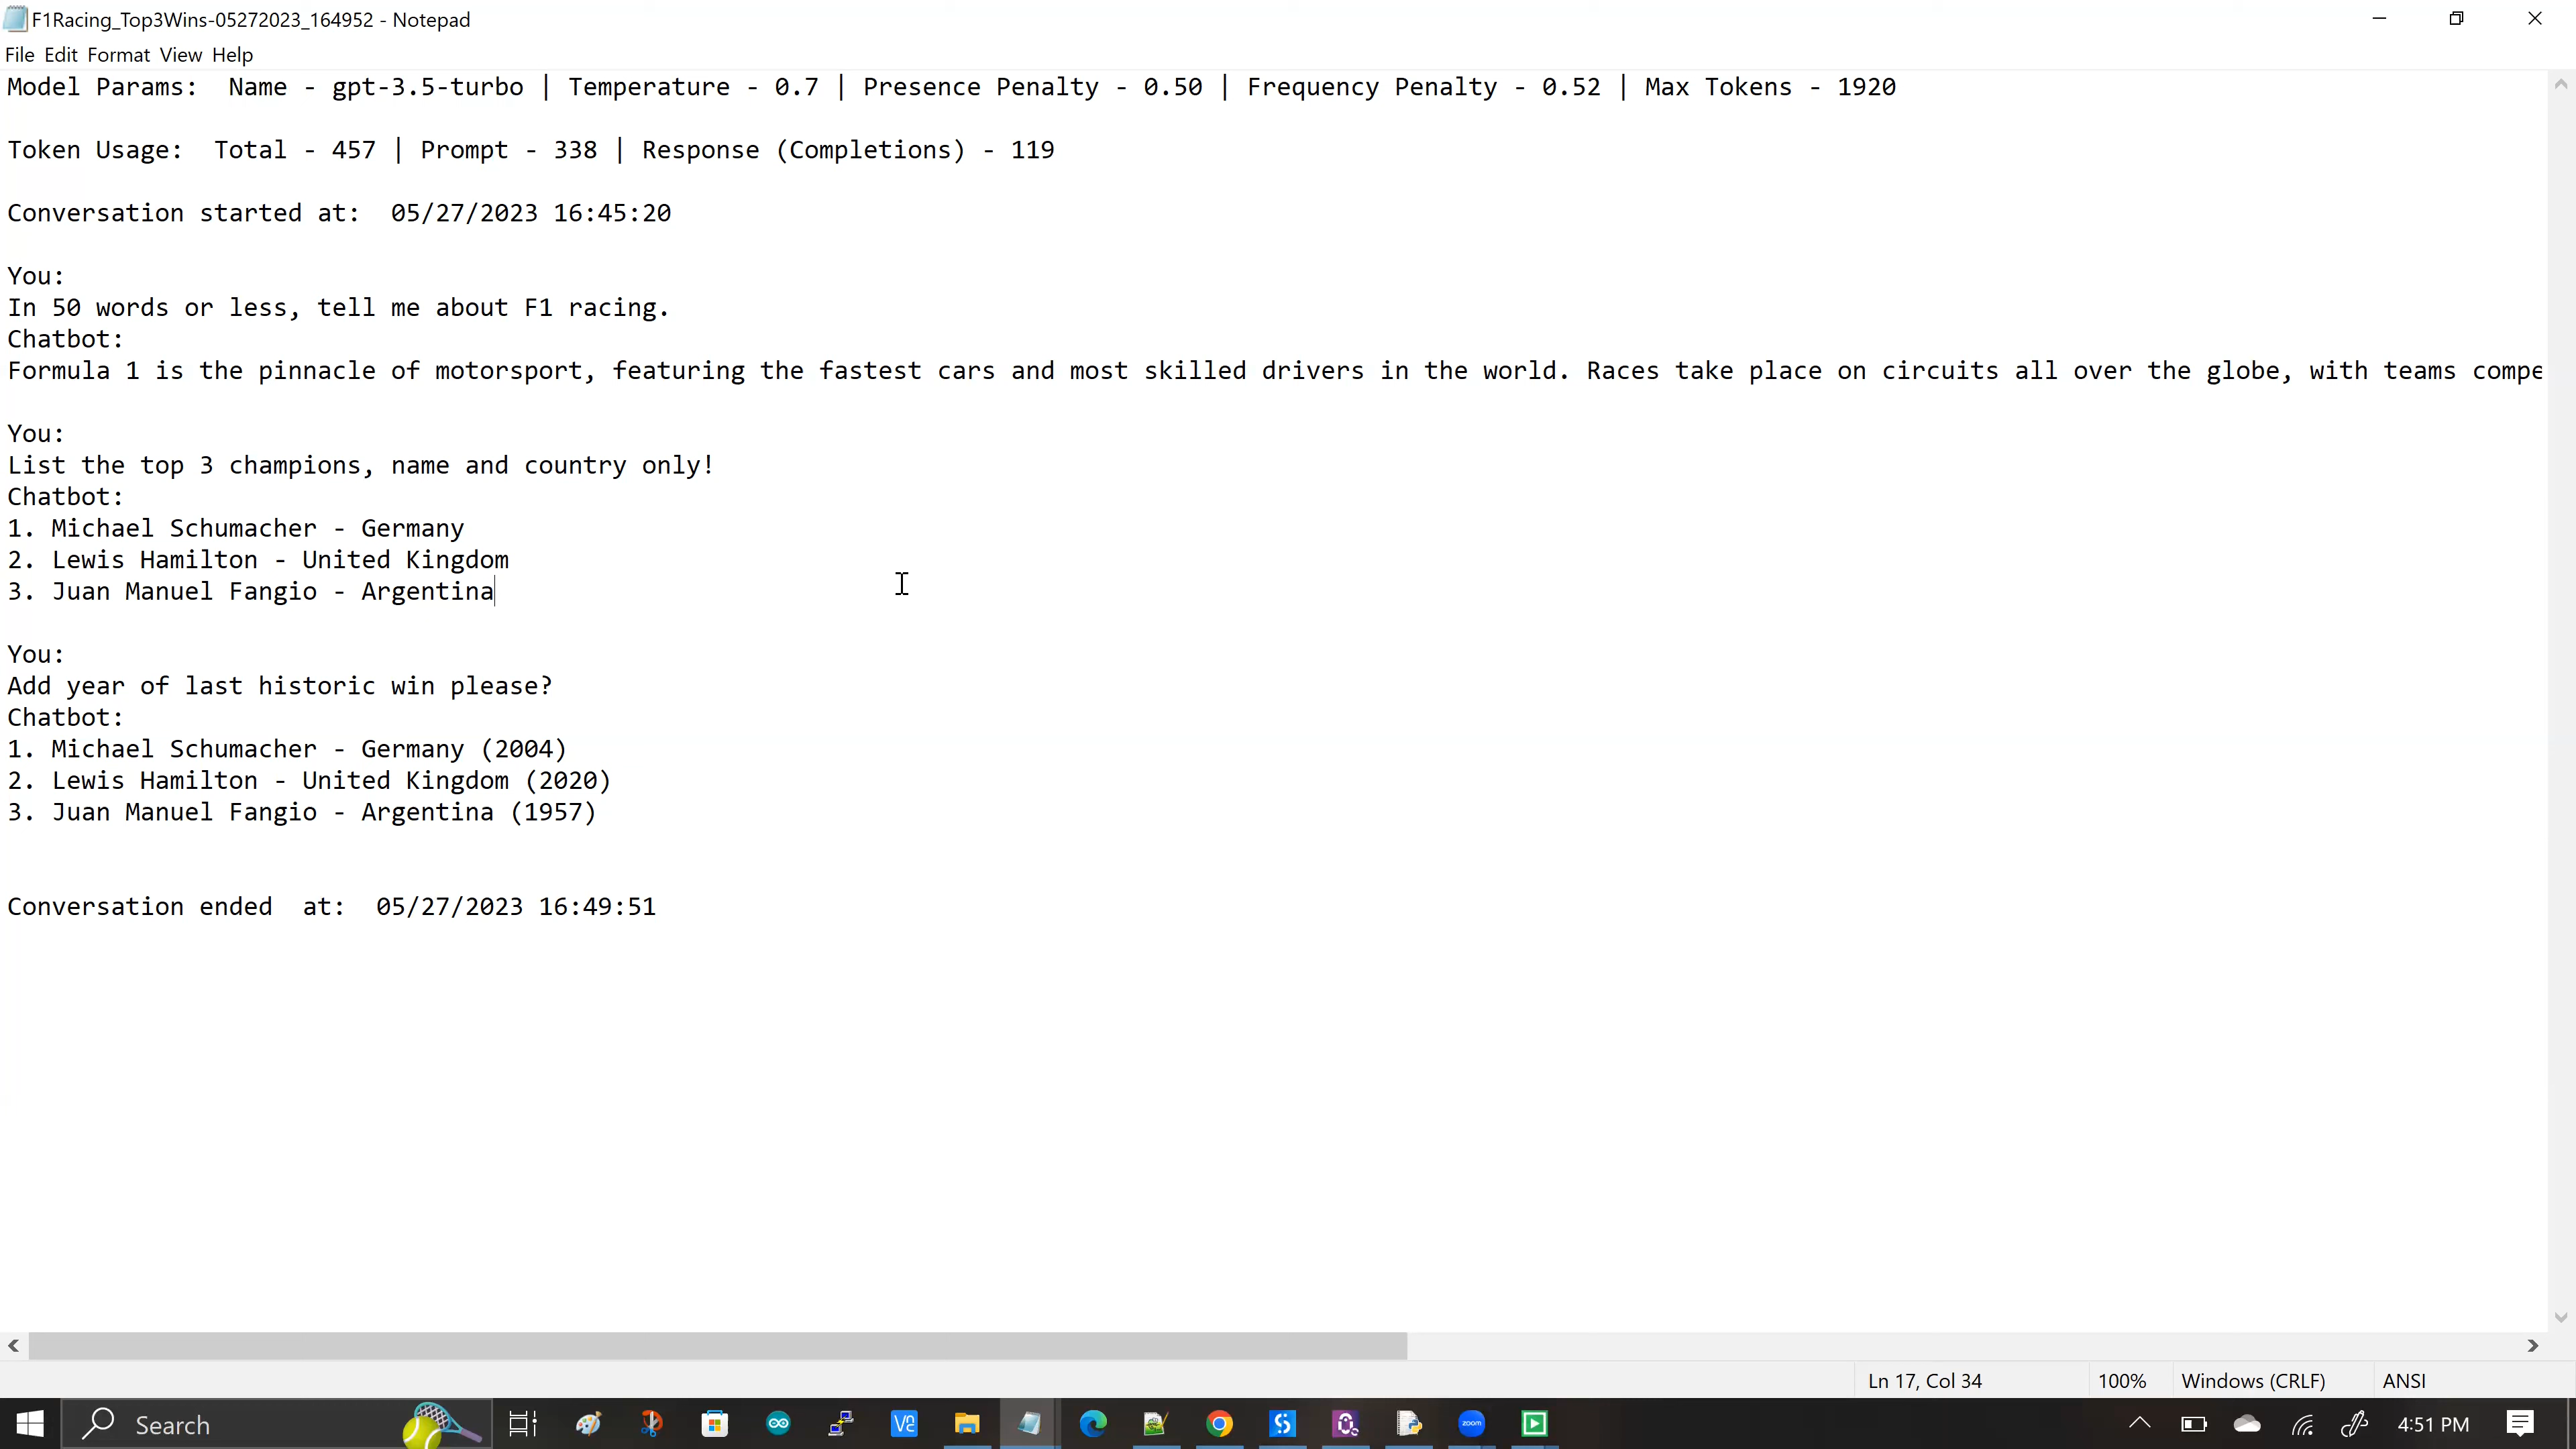 F1Racing_Top3Wins-05272023_164952 - Notepad
File Edit Format View Help
Model Params:  Name - gpt-3.5-turbo | Temperature - 0.7 | Presence Penalty - 0.50 | Frequency Penalty - 0.52 | Max Tokens - 1920
Token Usage:  Total - 457 | Prompt - 338 | Response (Completions) - 119
Conversation started at:  05/27/2023 16:45:20
You:
In 50 words or less, tell me about F1 racing.
Chatbot:
Formula 1 is the pinnacle of motorsport, featuring the fastest cars and most skilled drivers in the world. Races take place on circuits all over the globe, with teams compe
You:
List the top 3 champions, name and country only!
Chatbot:
1. Michael Schumacher - Germany
2. Lewis Hamilton - United Kingdom
3. Juan Manuel Fangio - Argentina
You:
Add year of last historic win please?
Chatbot:
1. Michael Schumacher - Germany (2004)
2. Lewis Hamilton - United Kingdom (2020)
3. Juan Manuel Fangio - Argentina (1957)
Conversation ended  at:  05/27/2023 16:49:51
Ln 17, Col 34 100% Windows (CRLF) ANSI
Search zoom 4:51 PM